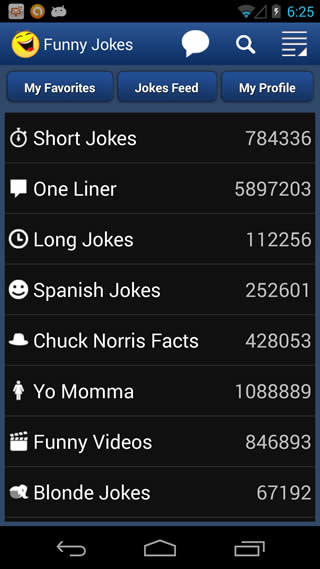 6:25
Funny Jokes
My Favorites Jokes Feed My Profile
Short Jokes 784336
One Liner 5897203
Long Jokes 112256
Spanish Jokes 252601
Chuck Norris Facts 428053
Yo Momma 1088889
Funny Videos 846893
Blonde Jokes 67192